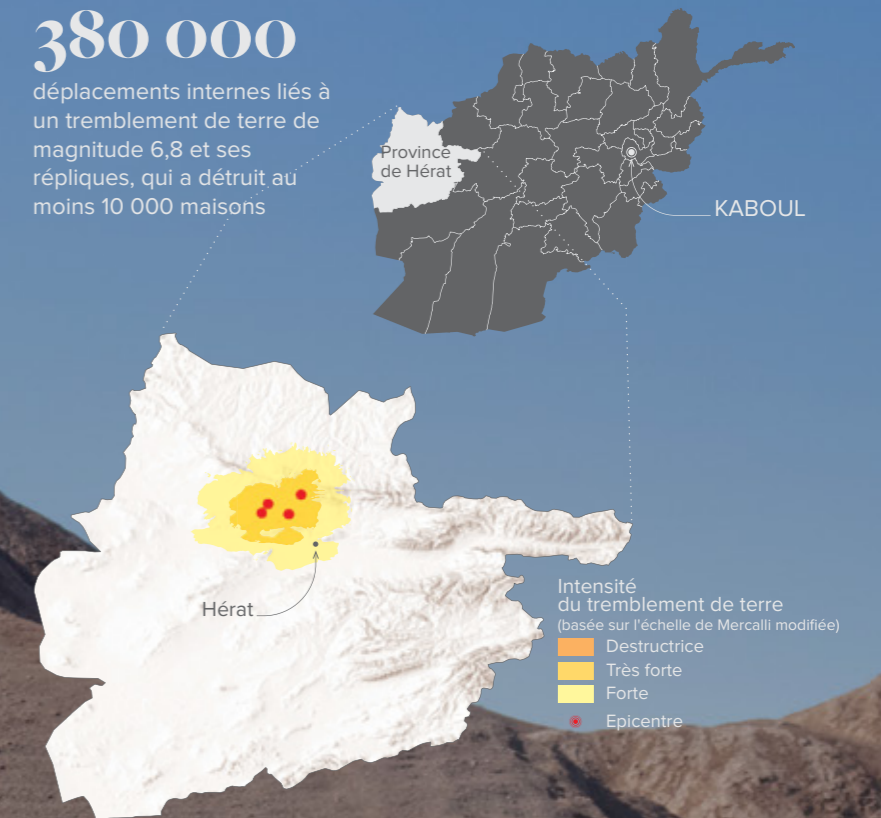 380 000
déplacements internes liés à
un tremblement de terre de
magnitude 6,8 et ses
répliques, qui a détruit au
moins 10 000 maisons
Province
de Hérat
KABOUL
Hérat
Intensité
du tremblement de terre
(basée sur l'échelle de Mercalli modifiée)
Destructrice
Très forte
Forte
Epicentre